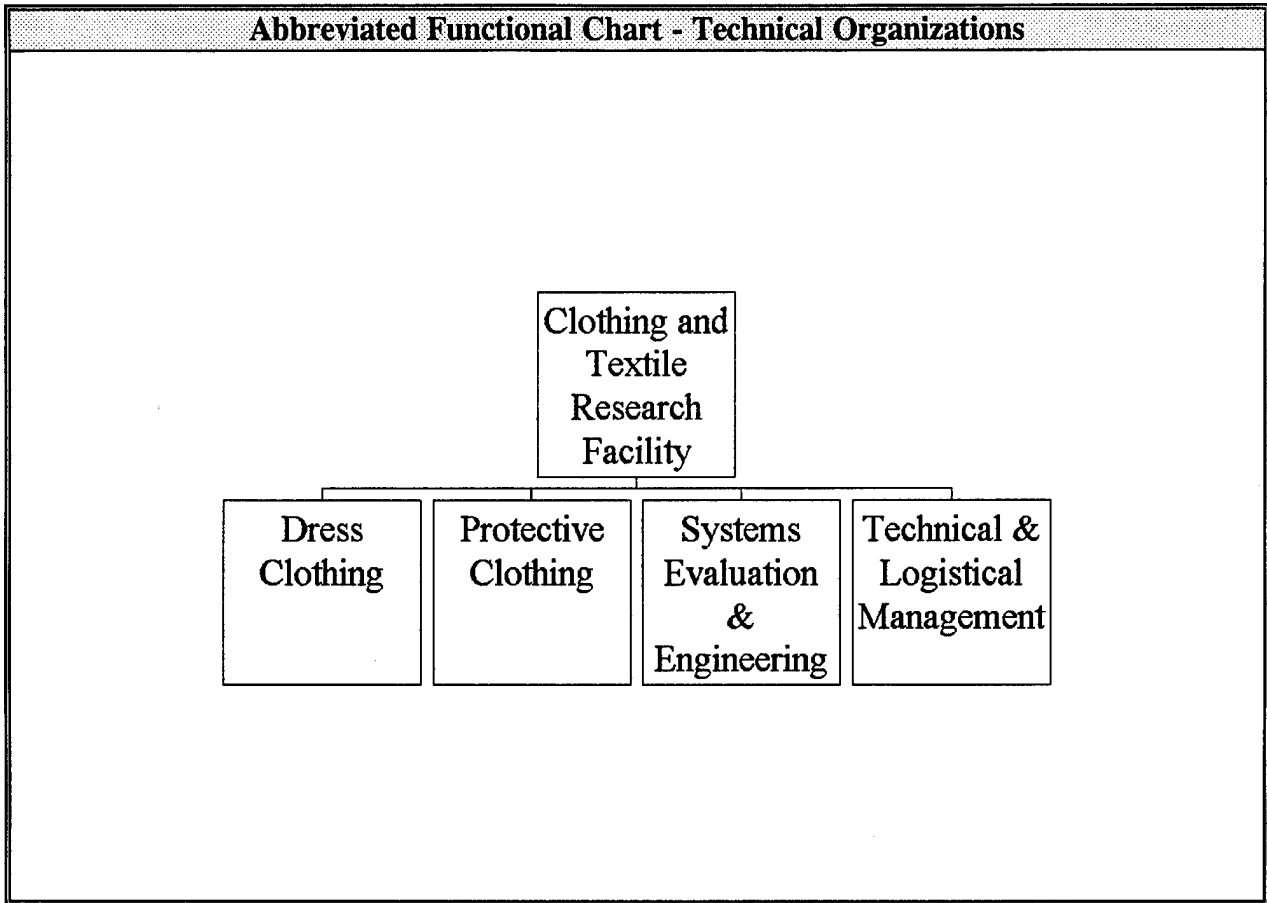 Abbreviated Functional Chart - Technical Organizations
Clothing and
Textile
Research
Facility
Dress
Clothing
Protective
Clothing
Systems
Evaluation
&
Engineering
Technical &
Logistical
Management